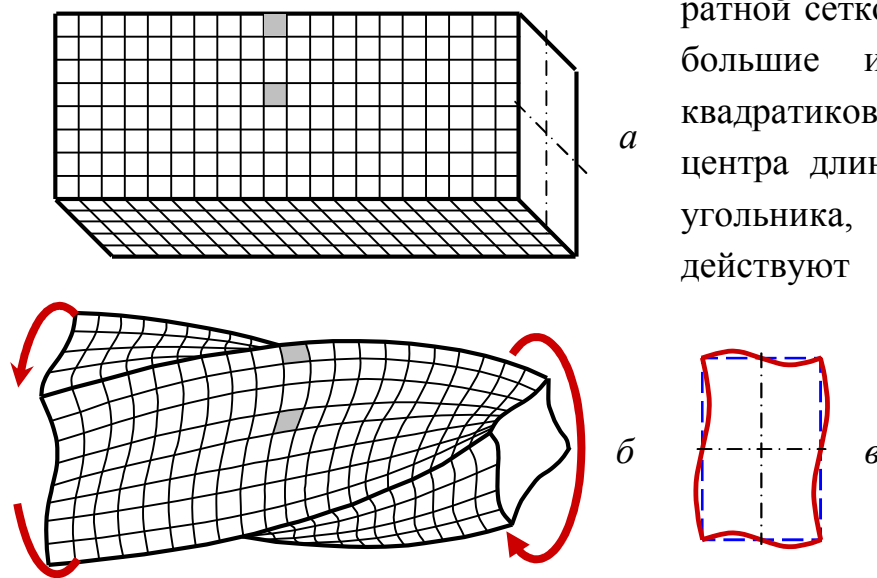 ратной сетко
большие и
квадратиков
центра длин
угольника,
действуют
а
б
в